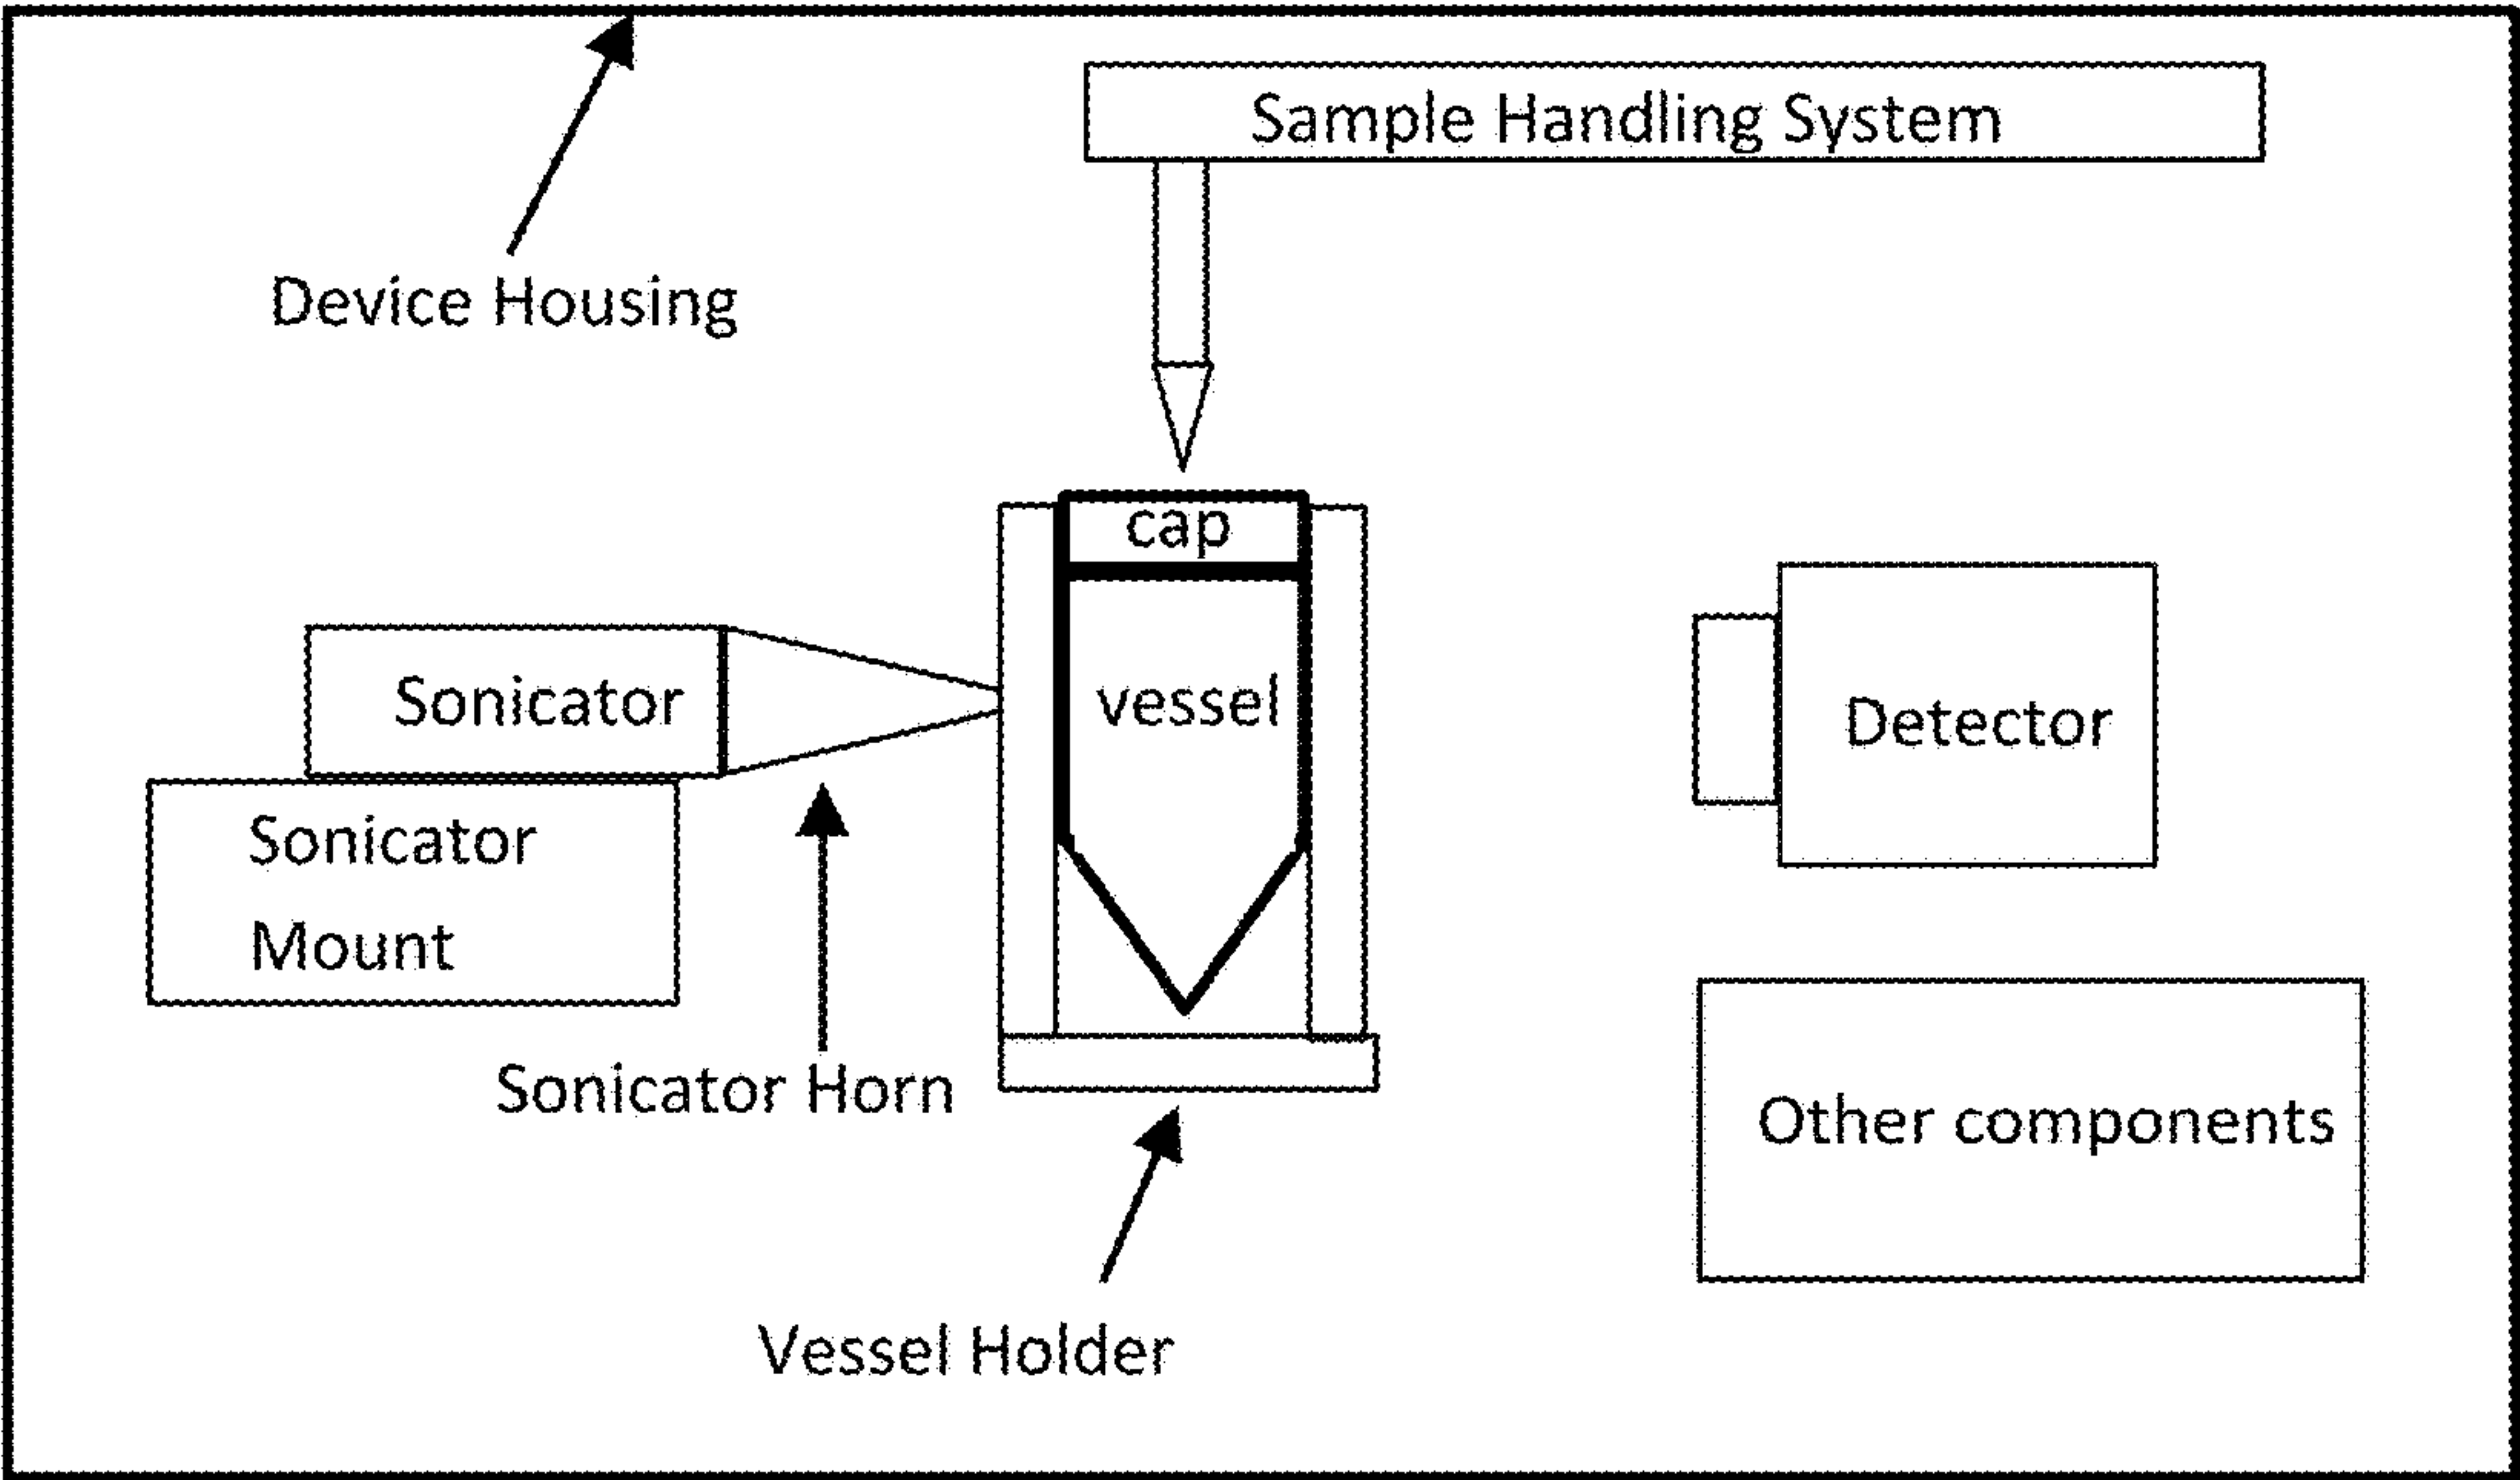 Sample Handling System
Device Housing
cap
Sonicator
vessel
Detector
Sonicator
Mount
Sonicator Horn
Other components
Vessel Holder